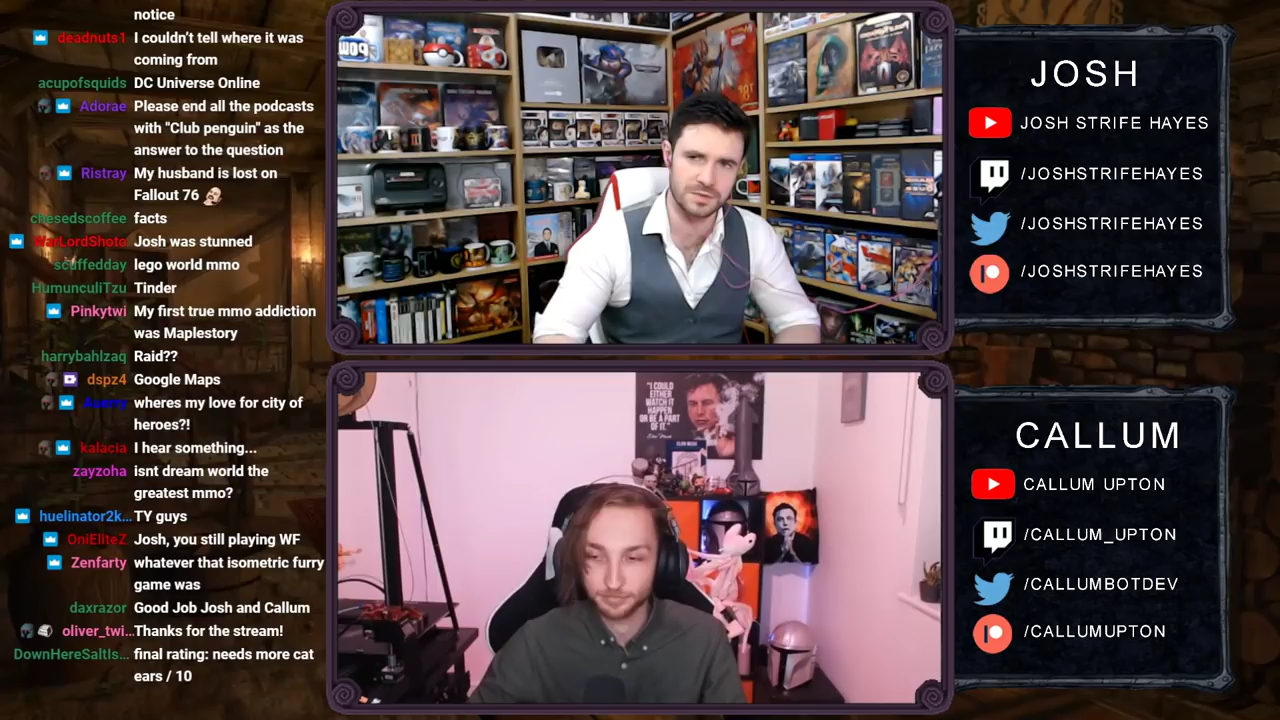 notice
deadnuts1 I couldn't tell where it was
coming from
acupofsquids DC Universe Online
Adorae Please end all the podcasts
with "Club penguin" as the
answer to the question
Ristray My husband is lost on
Fallout 76
chesedscoffee facts
WarLordShoto Josh was stunned
scuffedday lego world mmo
HumunculiTzu Tinder
Pinkytwi My first true mmo addiction
was Maplestory
harrybahlzaq Raid??
dspz4 Google Maps
wheres my love for city of
heroes?!
kalacia I hear something...
zayzoha isnt dream world the
greatest mmo?
huelinator2k... TY guys
OniEliteZ Josh, you still playing WF
Zenfarty whatever that isometric furry
game was
daxrazor Good Job Josh and Callum
oliver_twi... Thanks for the stream!
DownHereSaltIs... final rating: needs more cat
ears / 10
JOSH
JOSH STRIFE HAYES
/JOSHSTRIFEHAYES
/JOSHSTRIFEHAYES
/JOSHSTRIFEHAYES
"I COULD
EITHER
WATCH IT
HAPPEN
OR BE A
PART
OF IT."
CALLUM
CALLUM UPTON
/CALLUM_UPTON
/CALLUMBOTDEV
/CALLUMUPTON